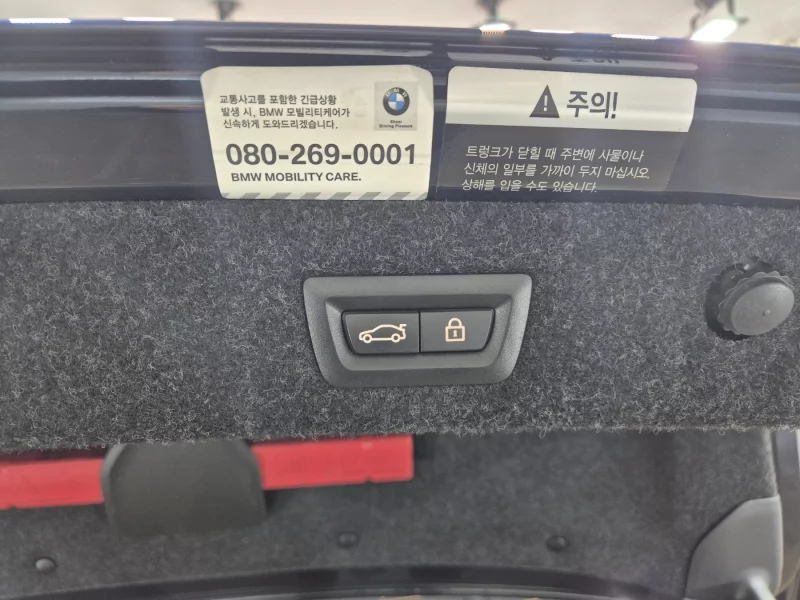 교통사고를 포함한 긴급상황
발생 시, BMW 모빌리티케어가
신속하게 도와드리겠습니다.
Sheer
Driving Pleasure
080-269-0001
BMW MOBILITY CARE.
주의!
트렁크가 닫힐 때 주변에 사물이나
신체의 일부를 가까이 두지 마십시오.
상해를 입을 수도 있습니다.